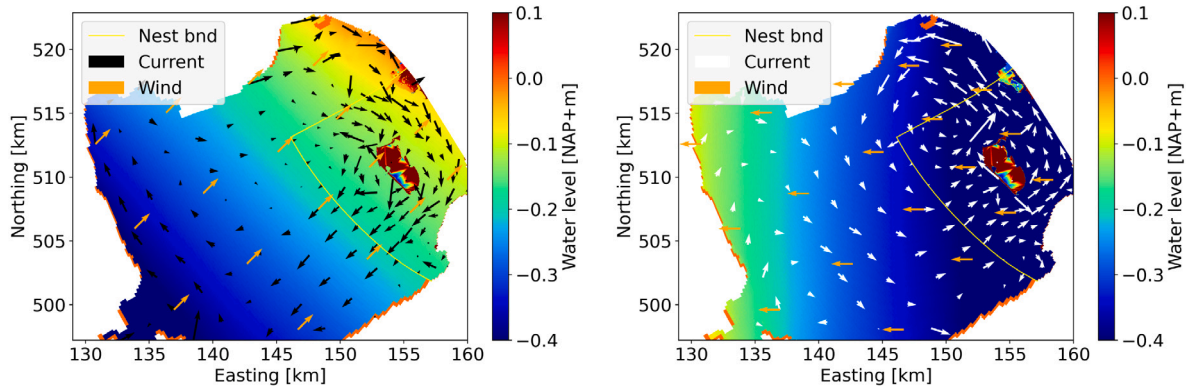 Nest bnd
Current
Wind
520
515
510
505
500
Northing [km]
130 135 140 145 150 155 160
Easting [km]
0.1
0.0
−0.1
−0.2
−0.3
−0.4
Water level [NAP+m]
Nest bnd
Current
Wind
520
515
510
505
500
Northing [km]
130 135 140 145 150 155 160
Easting [km]
0.1
0.0
−0.1
−0.2
−0.3
−0.4
Water level [NAP+m]